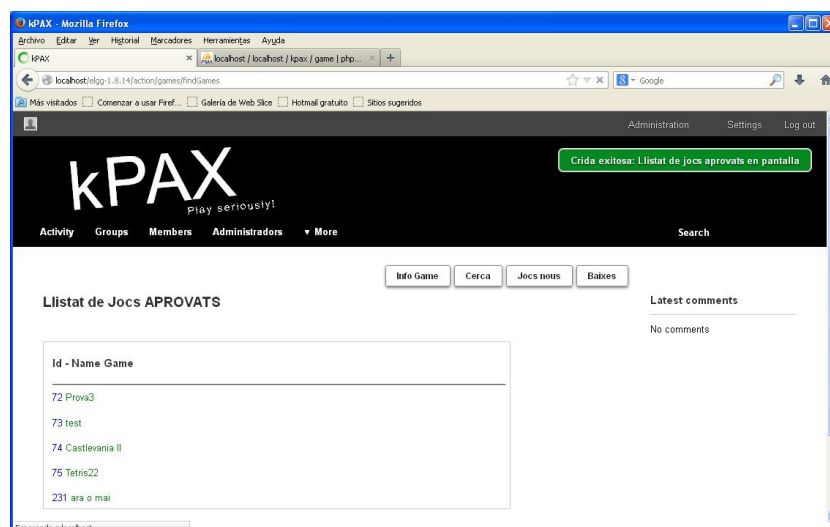 kPAX - Mozilla Firefox
Archivo Editar Ver Historial Marcadores Herramientas Ayuda
kPAX localhost / localhost / kpax / game | php...
localhost/elgg-1.8.14/action/games/findGames Google
Más visitados Comenzar a usar Firef... Galería de Web Slice Hotmail gratuito Sitios sugeridos
Administration Settings Log out
Crida exitosa: Llistat de jocs aprovats en pantalla
kPAX
Play seriously!
Activity Groups Members Administradors ▾ More Search
Info Game Cerca Jocs nous Baixes
Llistat de Jocs APROVATS
Latest comments
No comments
Id - Name Game
72 Prova3
73 test
74 Castlevania II
75 Tetris22
231 ara o mai